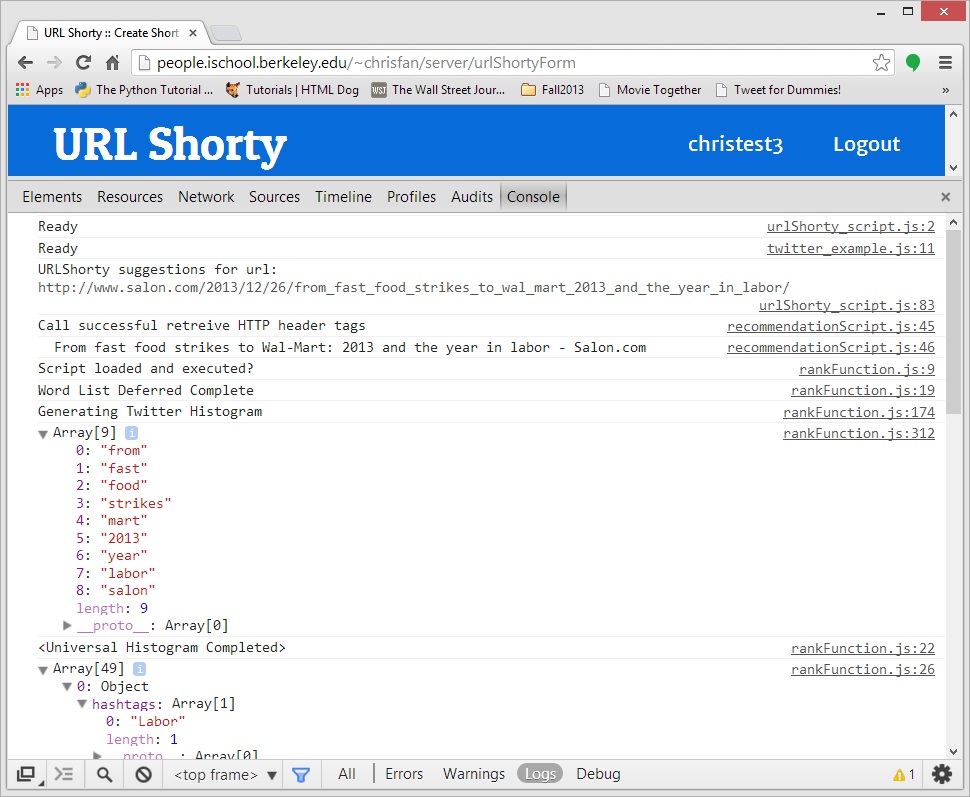 URL Shorty :: Create Short
people.ischool.berkeley.edu/~chrisfan/server/urlShortyForm
Apps The Python Tutorial ... Tutorials | HTML Dog WSJ The Wall Street Jour... Fall2013 Movie Together Tweet for Dummies! »
URL Shorty christest3 Logout
Elements Resources Network Sources Timeline Profiles Audits Console
Ready urlShorty_script.js:2
Ready twitter_example.js:11
URLShorty suggestions for url:
http://www.salon.com/2013/12/26/from_fast_food_strikes_to_wal_mart_2013_and_the_year_in_labor/
urlShorty_script.js:83
Call successful retreive HTTP header tags recommendationScript.js:45
From fast food strikes to Wal-Mart: 2013 and the year in labor - Salon.com recommendationScript.js:46
Script loaded and executed? rankFunction.js:9
Word List Deferred Complete rankFunction.js:19
Generating Twitter Histogram rankFunction.js:174
Array[9] i rankFunction.js:312
0: "from"
1: "fast"
2: "food"
3: "strikes"
4: "mart"
5: "2013"
6: "year"
7: "labor"
8: "salon"
length: 9
__proto__: Array[0]
<Universal Histogram Completed> rankFunction.js:22
Array[49] i rankFunction.js:26
0: Object
hashtags: Array[1]
0: "Labor"
length: 1
__proto__: Array[0]
<top frame> All Errors Warnings Logs Debug 1